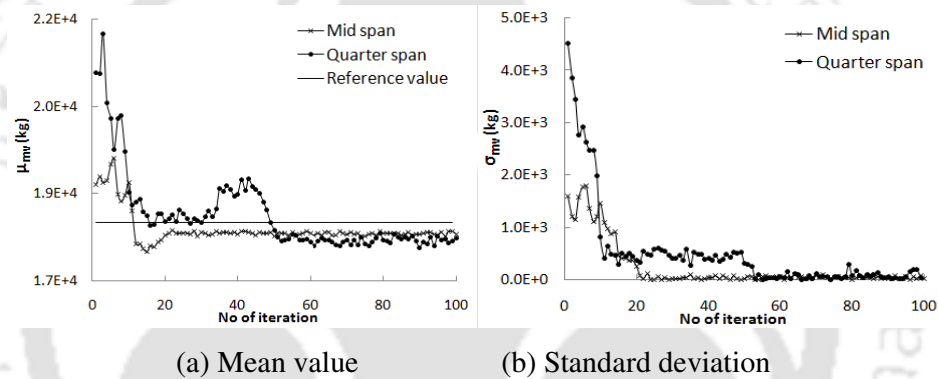 2.2E+4
2.0E+4
1.9E+4
1.7E+4
μmv (kg)
Mid span
Quarter span
Reference value
0 20 40 60 80 100
No of iteration
5.0E+3
4.0E+3
3.0E+3
2.0E+3
1.0E+3
0.0E+0
σmv (kg)
Mid span
Quarter span
0 20 40 60 80 100
No of iteration
(a) Mean value
(b) Standard deviation